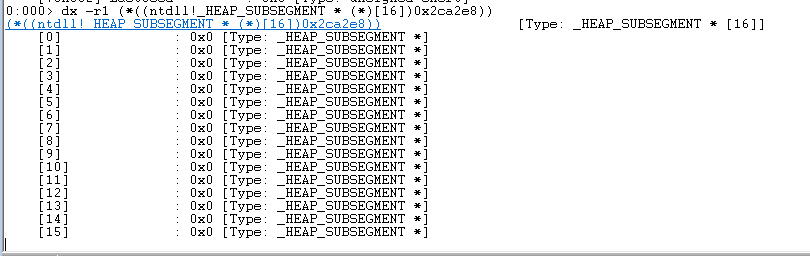 0:000> dx -r1 (*((ntdll!_HEAP_SUBSEGMENT * (*)[16])0x2ca2e8))
(*((ntdll!_HEAP_SUBSEGMENT * (*)[16])0x2ca2e8)) [Type: _HEAP_SUBSEGMENT * [16]]
[0] : 0x0 [Type: _HEAP_SUBSEGMENT *]
[1] : 0x0 [Type: _HEAP_SUBSEGMENT *]
[2] : 0x0 [Type: _HEAP_SUBSEGMENT *]
[3] : 0x0 [Type: _HEAP_SUBSEGMENT *]
[4] : 0x0 [Type: _HEAP_SUBSEGMENT *]
[5] : 0x0 [Type: _HEAP_SUBSEGMENT *]
[6] : 0x0 [Type: _HEAP_SUBSEGMENT *]
[7] : 0x0 [Type: _HEAP_SUBSEGMENT *]
[8] : 0x0 [Type: _HEAP_SUBSEGMENT *]
[9] : 0x0 [Type: _HEAP_SUBSEGMENT *]
[10] : 0x0 [Type: _HEAP_SUBSEGMENT *]
[11] : 0x0 [Type: _HEAP_SUBSEGMENT *]
[12] : 0x0 [Type: _HEAP_SUBSEGMENT *]
[13] : 0x0 [Type: _HEAP_SUBSEGMENT *]
[14] : 0x0 [Type: _HEAP_SUBSEGMENT *]
[15] : 0x0 [Type: _HEAP_SUBSEGMENT *]